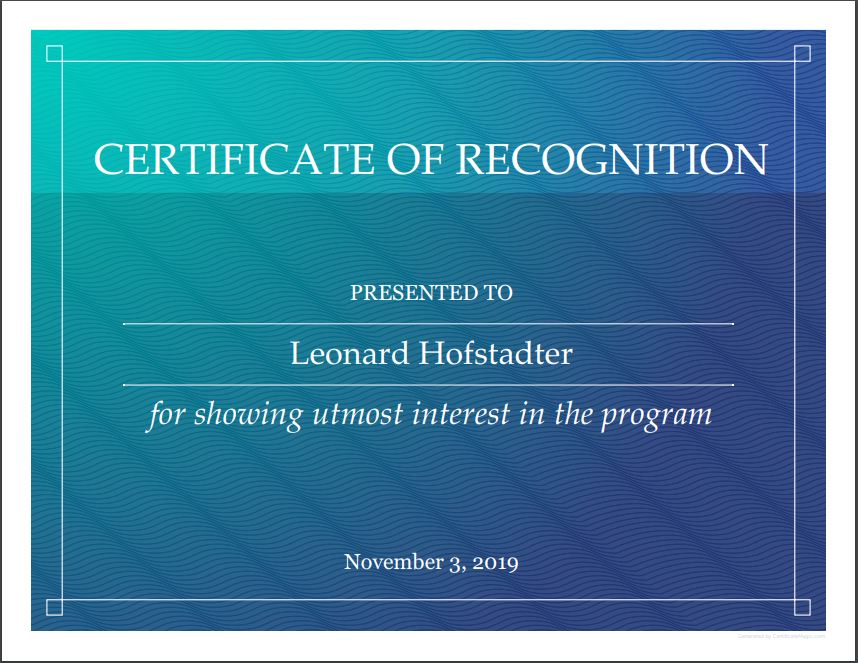 CERTIFICATE OF RECOGNITION
PRESENTED TO
Leonard Hofstadter
for showing utmost interest in the program
November 3, 2019
Generated by CertificateMagic.com